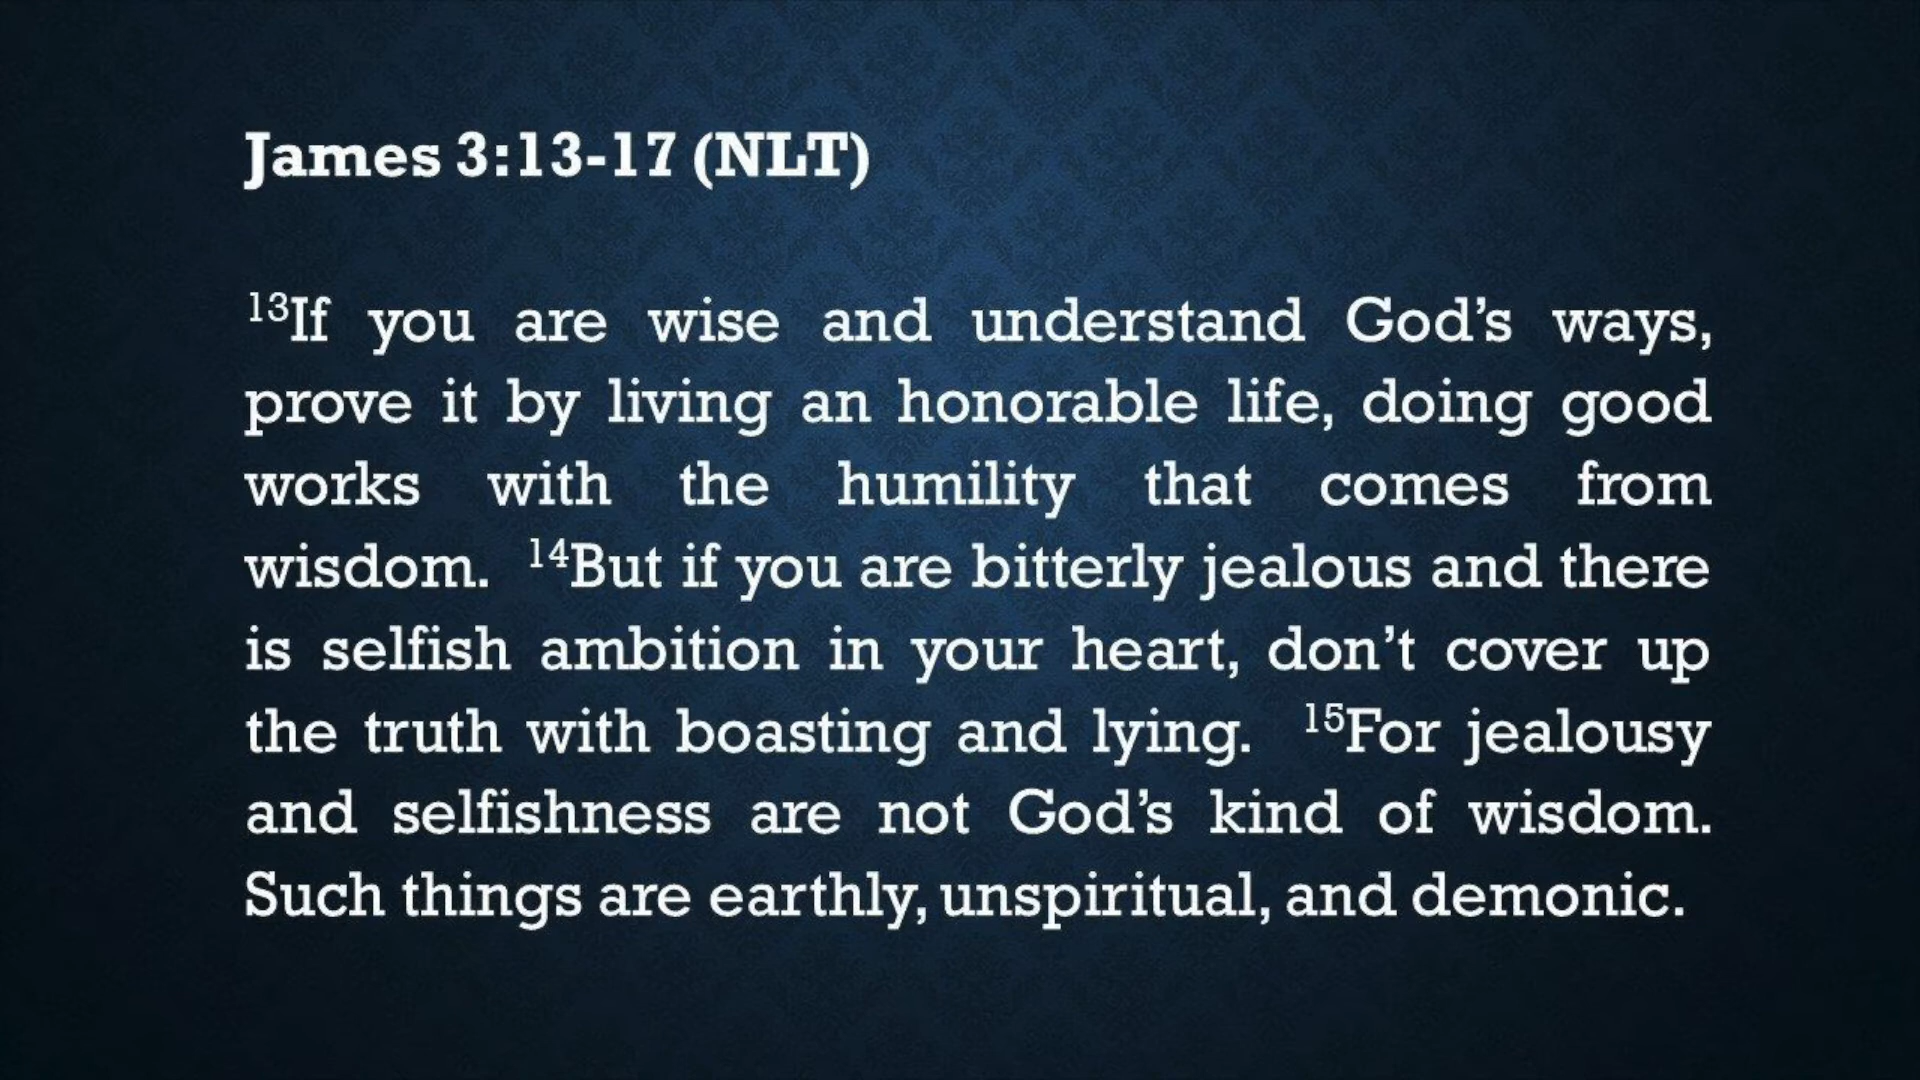 James 3:13-17 (NLT)
13If you are wise and understand God’s ways,
prove it by living an honorable life, doing good
works with the humility that comes from
wisdom. 14But if you are bitterly jealous and there
is selfish ambition in your heart, don’t cover up
the truth with boasting and lying. 15For jealousy
and selfishness are not God’s kind of wisdom.
Such things are earthly, unspiritual, and demonic.